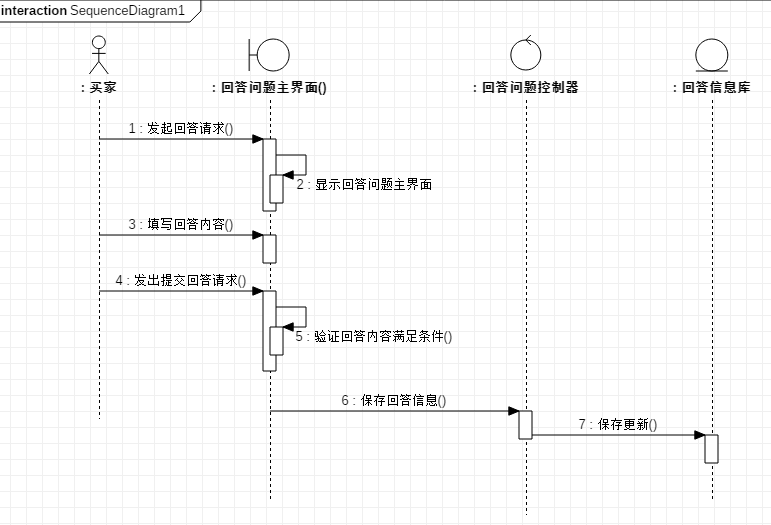 interaction SequenceDiagram1
: 买家
: 回答问题主界面()
: 回答问题控制器
: 回答信息库
1 : 发起回答请求()
2 : 显示回答问题主界面
3 : 填写回答内容()
4 : 发出提交回答请求()
5 : 验证回答内容满足条件()
6 : 保存回答信息()
7 : 保存更新()